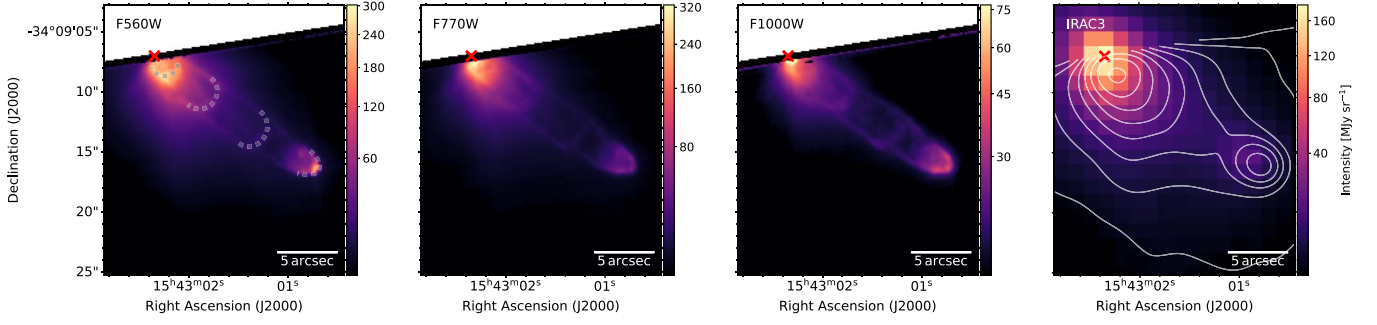 F560W
F770W
F1000W
IRAC3
-34°09'05"
10"
15"
20"
25"
Declination (J2000)
300
240
180
120
60
320
240
160
80
75
60
45
30
160
120
80
40
Intensity [MJy sr⁻¹]
5 arcsec
5 arcsec
5 arcsec
5 arcsec
15ʰ43ᵐ02ˢ
01ˢ
15ʰ43ᵐ02ˢ
01ˢ
15ʰ43ᵐ02ˢ
01ˢ
15ʰ43ᵐ02ˢ
01ˢ
Right Ascension (J2000)
Right Ascension (J2000)
Right Ascension (J2000)
Right Ascension (J2000)